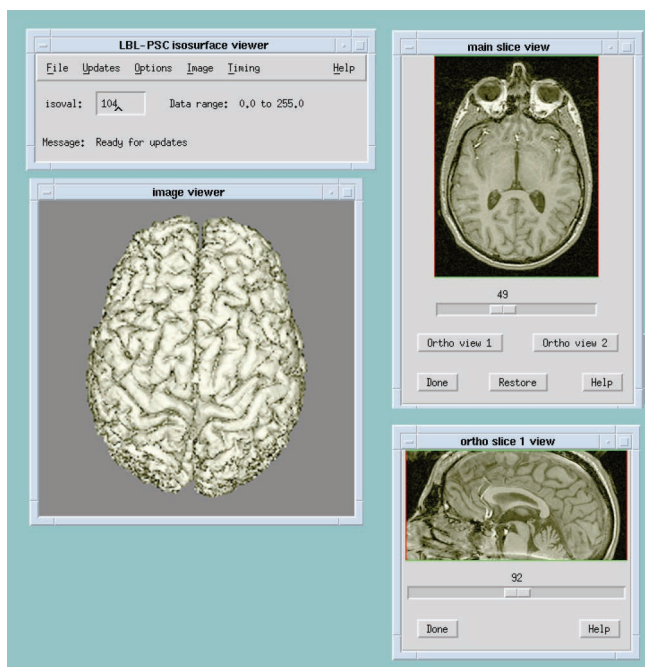 LBL-PSC isosurface viewer
File Updates Options Image Timing Help
isoval: 104 Data range: 0.0 to 255.0
Message: Ready for updates
image viewer
main slice view
49
Ortho view 1 Ortho view 2
Done Restore Help
ortho slice 1 view
92
Done Help